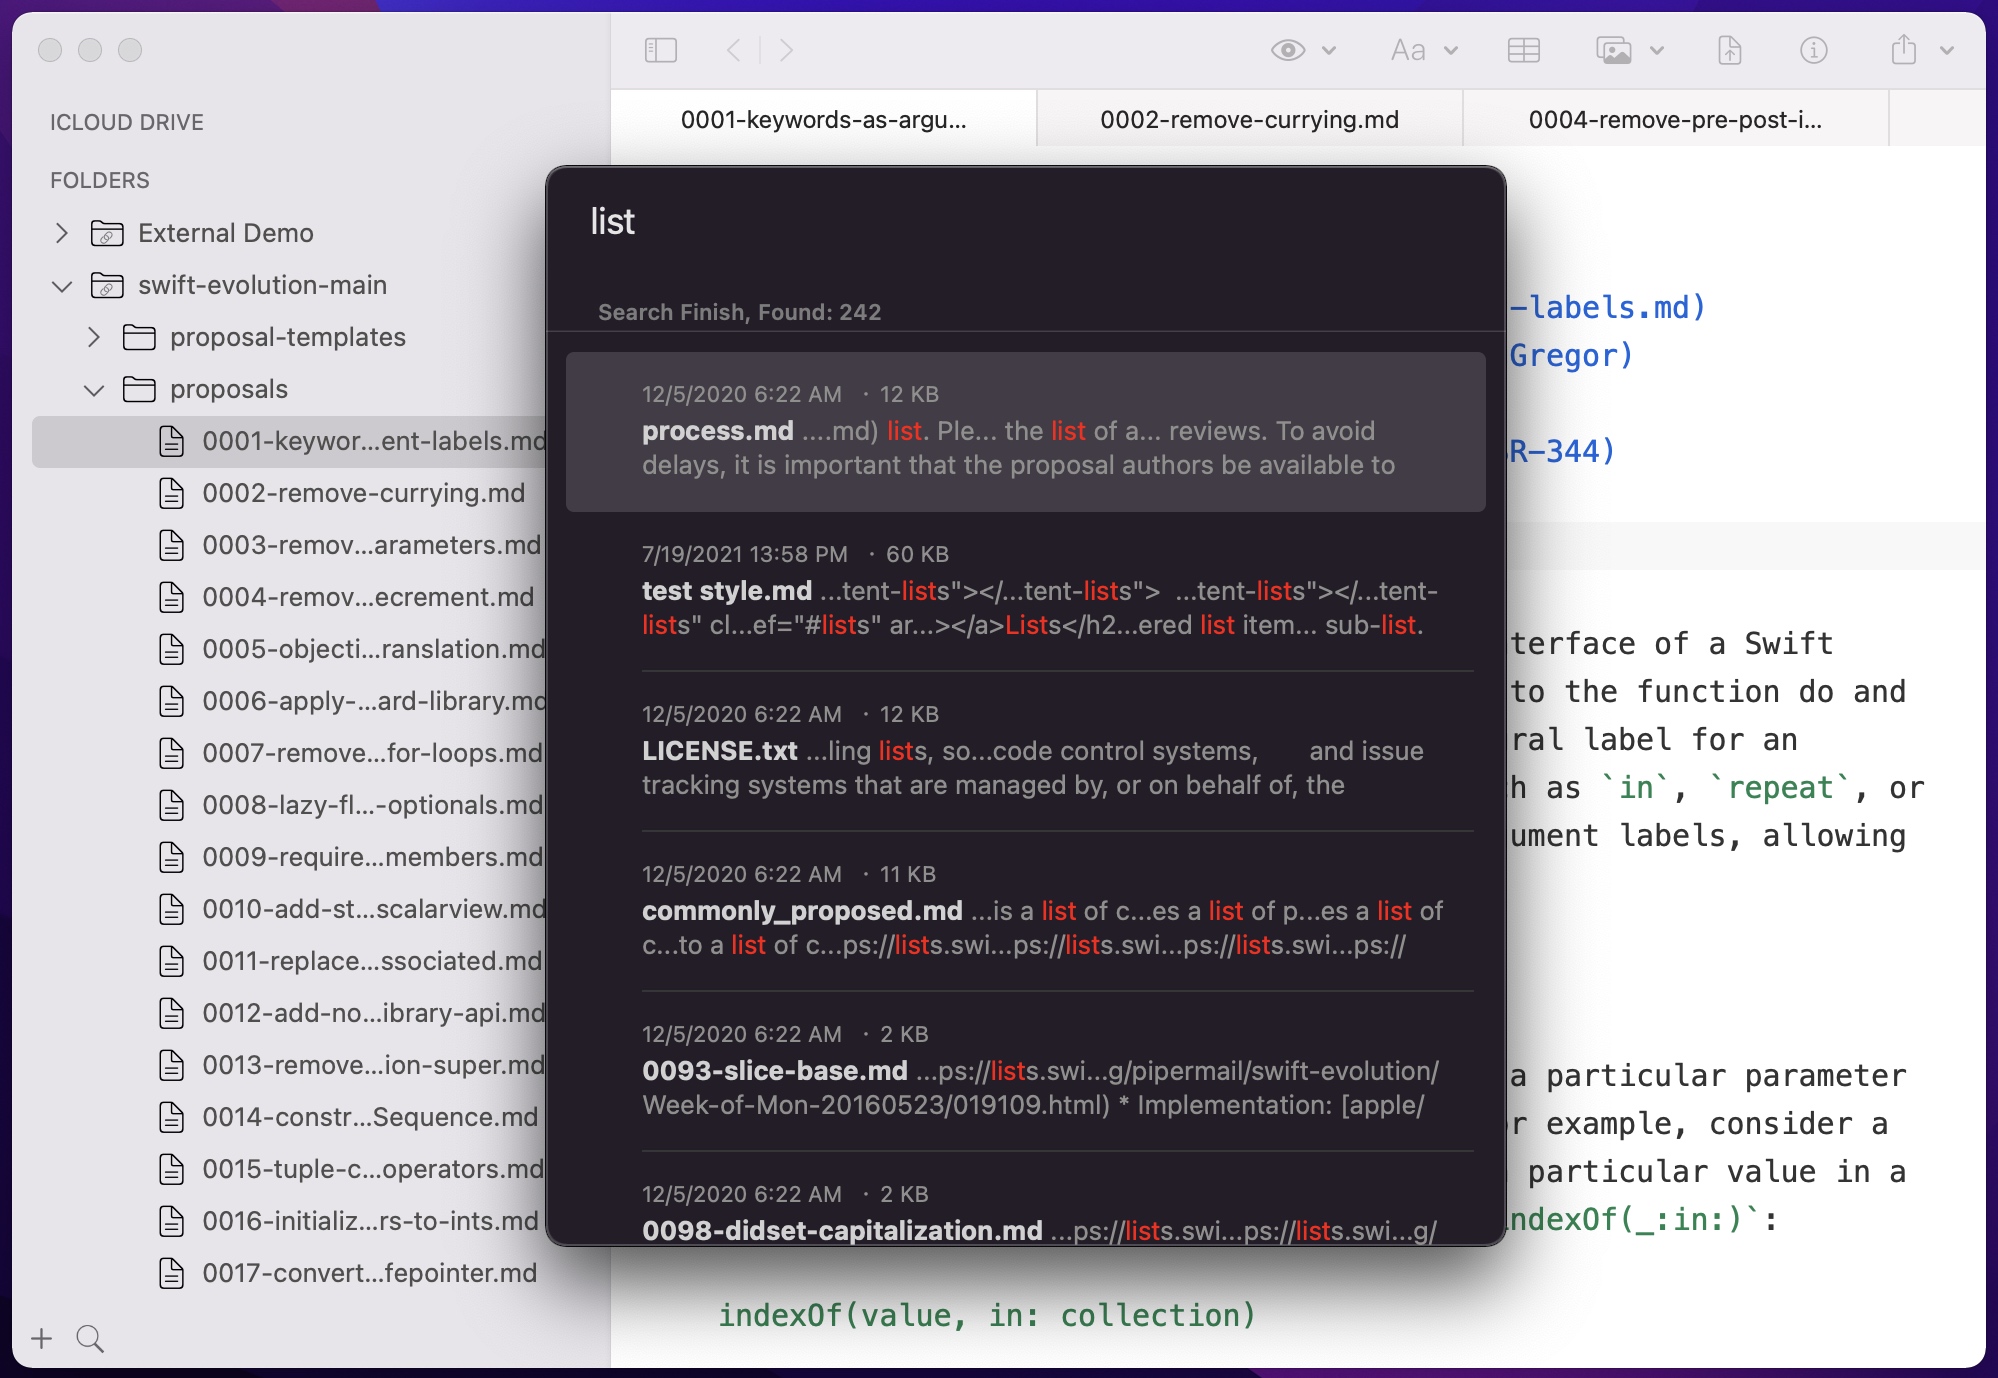 ICLOUD DRIVE
FOLDERS
External Demo
swift-evolution-main
proposal-templates
proposals
0001-keywor...ent-labels.md
0002-remove-currying.md
0003-remov...arameters.md
0004-remov...ecrement.md
0005-objecti...ranslation.md
0006-apply-...ard-library.md
0007-remove...for-loops.md
0008-lazy-fl...-optionals.md
0009-require...members.md
0010-add-st...scalarview.md
0011-replace...ssociated.md
0012-add-no...ibrary-api.md
0013-remove...ion-super.md
0014-constr...Sequence.md
0015-tuple-c...operators.md
0016-initializ...rs-to-ints.md
0017-convert...fepointer.md
Aa
0001-keywords-as-argu...
0002-remove-currying.md
0004-remove-pre-post-i...
list
Search Finish, Found: 242
12/5/2020 6:22 AM · 12 KB
process.md ....md) list. Ple... the list of a... reviews. To avoid
delays, it is important that the proposal authors be available to
7/19/2021 13:58 PM · 60 KB
test style.md ...tent-lists"></...tent-lists"> ...tent-lists"></...tent-
lists" cl...ef="#lists" ar...></a>Lists</h2...ered list item... sub-list.
12/5/2020 6:22 AM · 12 KB
LICENSE.txt ...ling lists, so...code control systems, and issue
tracking systems that are managed by, or on behalf of, the
12/5/2020 6:22 AM · 11 KB
commonly_proposed.md ...is a list of c...es a list of p...es a list of
c...to a list of c...ps://lists.swi...ps://lists.swi...ps://lists.swi...ps://
12/5/2020 6:22 AM · 2 KB
0093-slice-base.md ...ps://lists.swi...g/pipermail/swift-evolution/
Week-of-Mon-20160523/019109.html) * Implementation: [apple/
12/5/2020 6:22 AM · 2 KB
0098-didset-capitalization.md ...ps://lists.swi...ps://lists.swi...g/
-labels.md)
Gregor)
R-344)
terface of a Swift
to the function do and
ral label for an
h as `in`, `repeat`, or
ument labels, allowing
a particular parameter
r example, consider a
particular value in a
ndexOf(_:in:)`:
indexOf(value, in: collection)